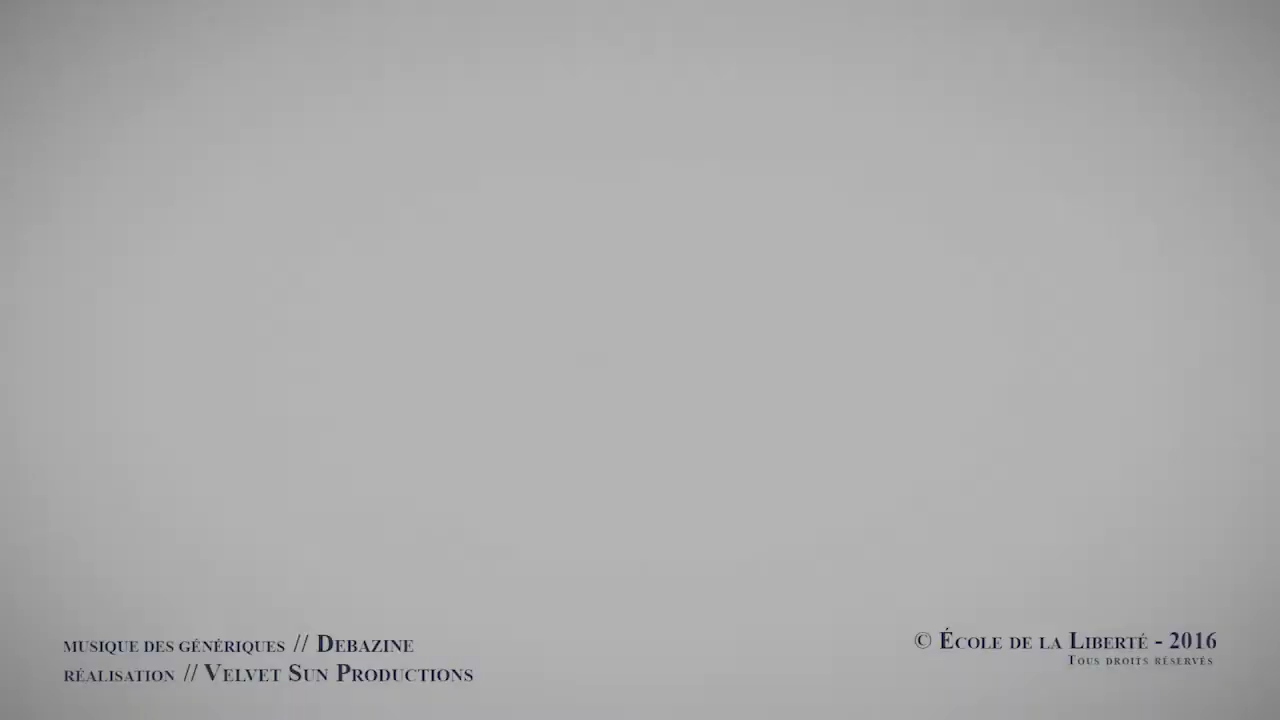 MUSIQUE DES GÉNÉRIQUES // DEBAZINE
RÉALISATION // VELVET SUN PRODUCTIONS
© ÉCOLE DE LA LIBERTÉ - 2016
TOUS DROITS RÉSERVÉS